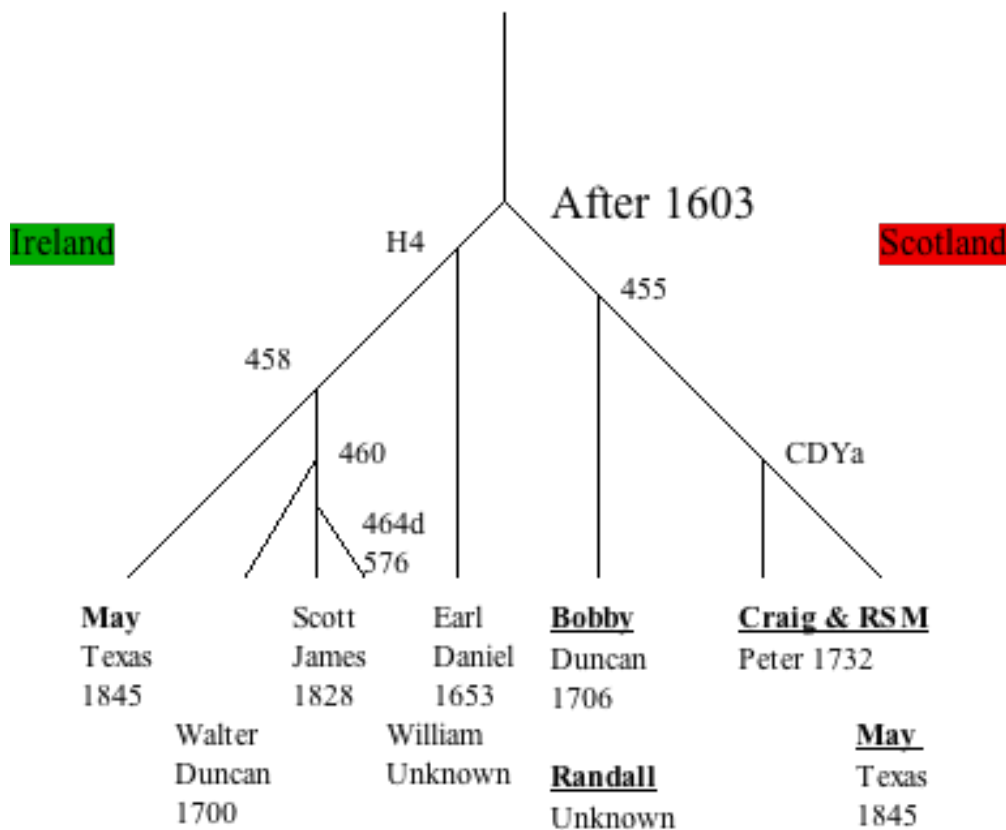 After 1603
Ireland
H4
Scotland
455
458
460
CDYa
464d
576
May
Texas
1845
Scott
James
1828
Earl
Daniel
1653
Bobby
Duncan
1706
Craig & RSM
Peter 1732
Walter
Duncan
1700
William
Unknown
Randall
Unknown
May
Texas
1845